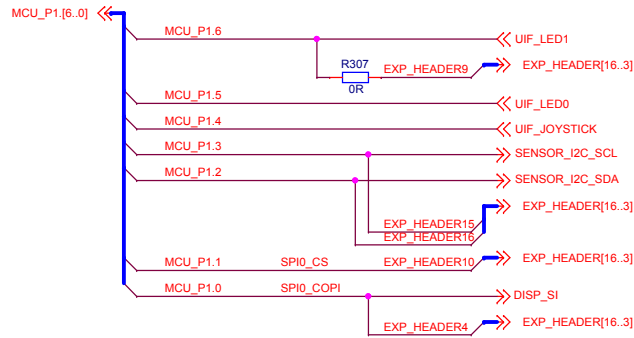 MCU_P1.[6..0]
MCU_P1.6
UIF_LED1
R307
EXP_HEADER9
EXP_HEADER[16..3]
0R
MCU_P1.5
UIF_LED0
MCU_P1.4
UIF_JOYSTICK
MCU_P1.3
SENSOR_I2C_SCL
MCU_P1.2
SENSOR_I2C_SDA
EXP_HEADER[16..3]
EXP_HEADER15
EXP_HEADER16
MCU_P1.1 SPI0_CS EXP_HEADER10
EXP_HEADER[16..3]
MCU_P1.0 SPI0_COPI
DISP_SI
EXP_HEADER4
EXP_HEADER[16..3]